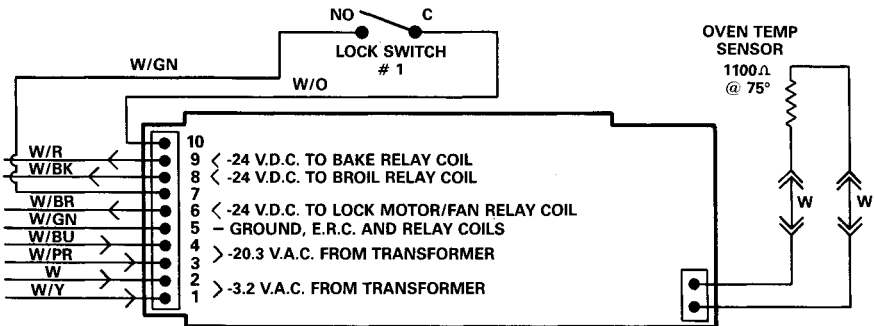 NO C
LOCK SWITCH
# 1
OVEN TEMP
SENSOR
1100Ω
@ 75°
W/GN
W/O
10
W/R 9 -24 V.D.C. TO BAKE RELAY COIL
W/BK 8 -24 V.D.C. TO BROIL RELAY COIL
7
W/BR 6 -24 V.D.C. TO LOCK MOTOR/FAN RELAY COIL
W/GN 5 – GROUND, E.R.C. AND RELAY COILS
W/BU 4
-20.3 V.A.C. FROM TRANSFORMER
W/PR 3
W 2
-3.2 V.A.C. FROM TRANSFORMER
W/Y 1
W W